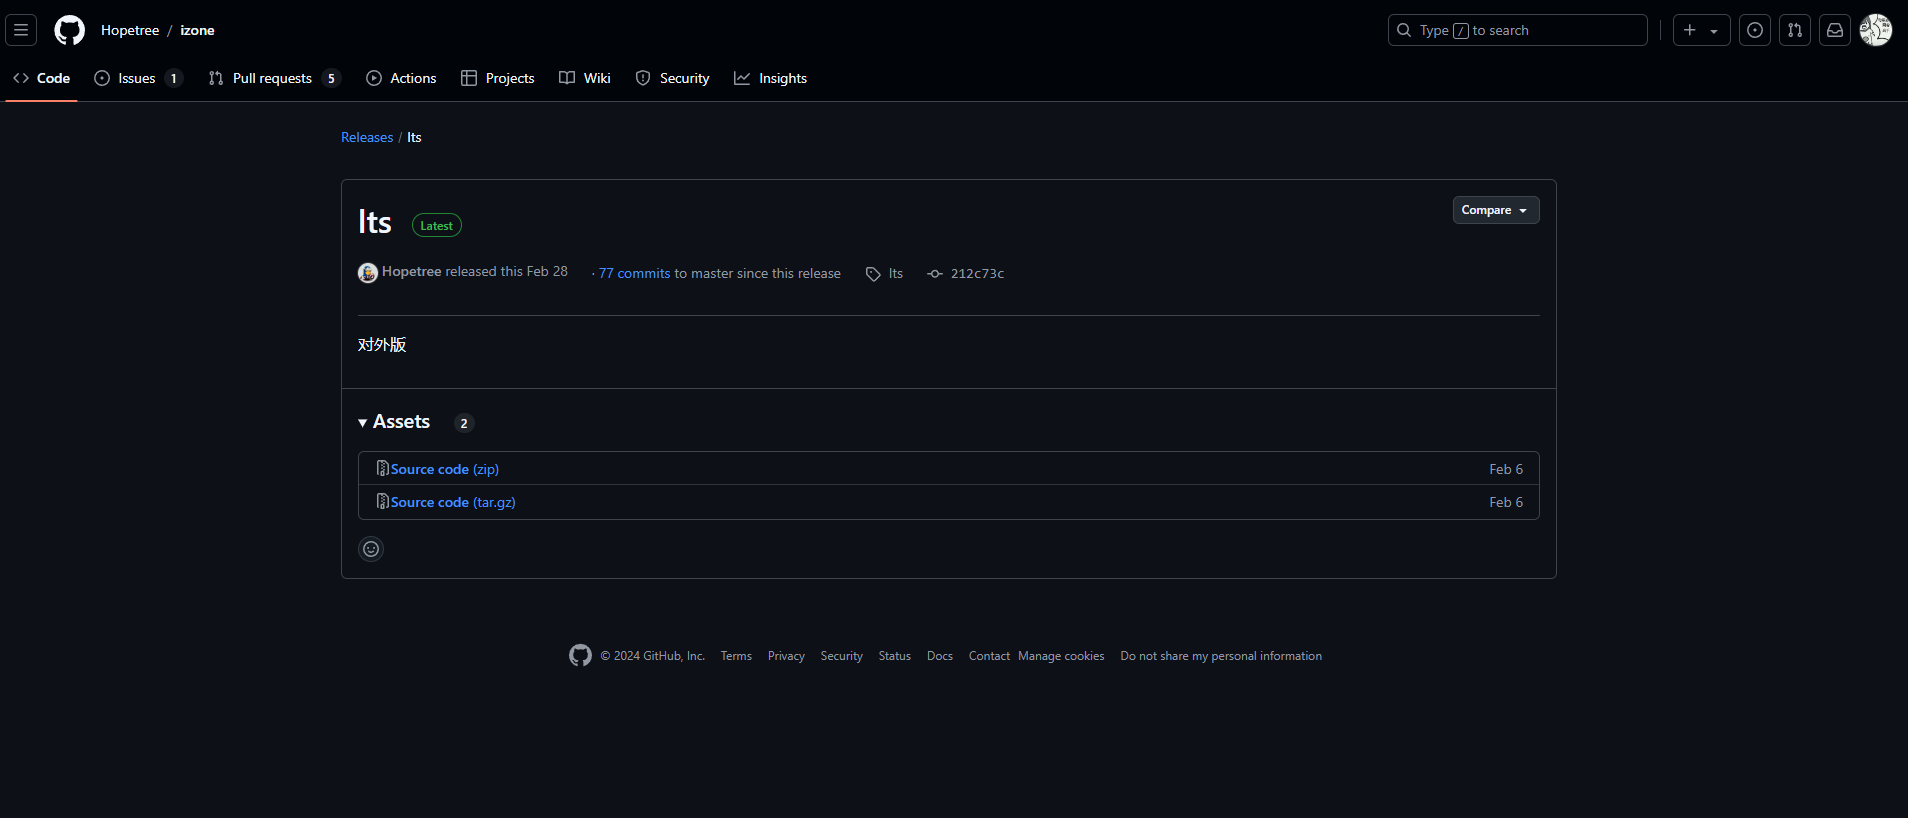 Hopetree / izone
Type / to search
Code
Issues 1
Pull requests 5
Actions
Projects
Wiki
Security
Insights
Releases / lts
lts
Latest
Compare
Hopetree released this Feb 28
· 77 commits to master since this release
lts
212c73c
对外版
Assets 2
Source code (zip)
Feb 6
Source code (tar.gz)
Feb 6
© 2024 GitHub, Inc.
Terms
Privacy
Security
Status
Docs
Contact
Manage cookies
Do not share my personal information